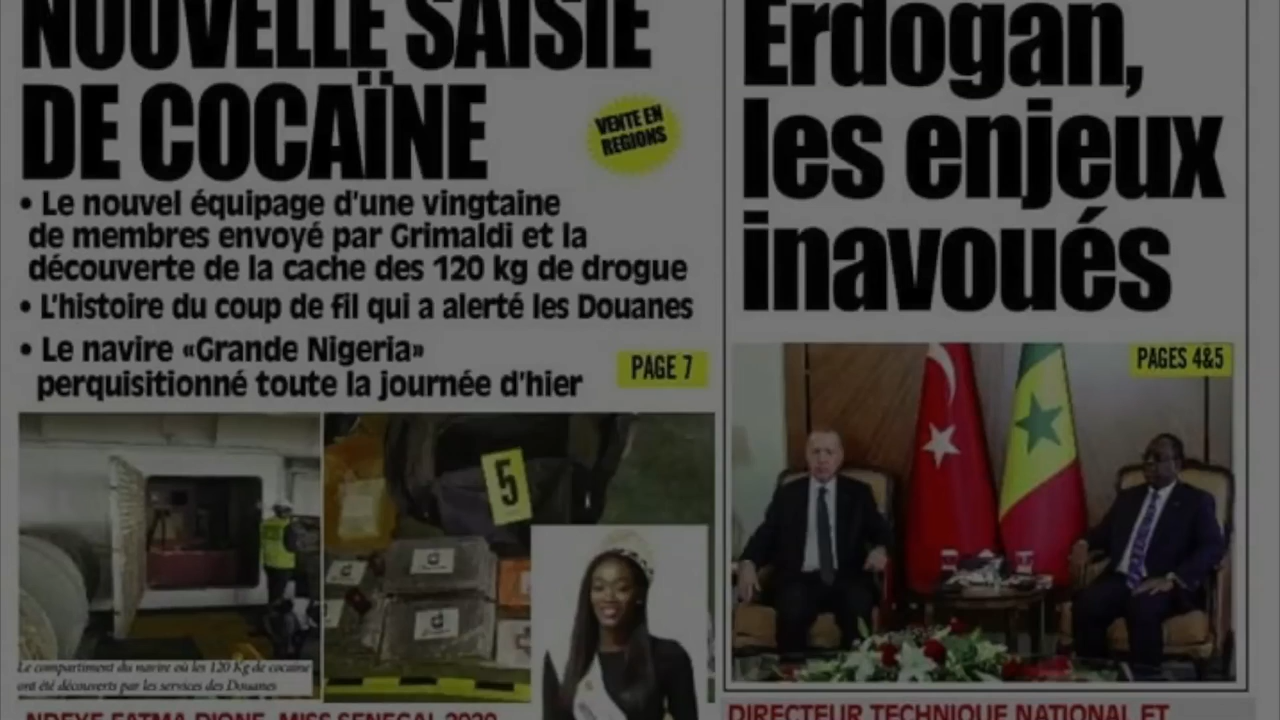 NOUVELLE SAISIE
DE COCAÏNE
VENTE EN
REGIONS
• Le nouvel équipage d'une vingtaine
de membres envoyé par Grimaldi et la
découverte de la cache des 120 kg de drogue
• L'histoire du coup de fil qui a alerté les Douanes
• Le navire «Grande Nigeria»
perquisitionné toute la journée d'hier
PAGE 7
5
Le compartiment du navire où les 120 Kg de cocaine
ont été découverts par les services des Douanes
NDEYE FATMA DIONE, MISS SENEGAL 2020
Erdogan,
les enjeux
inavoués
PAGES 4&5
DIRECTEUR TECHNIQUE NATIONAL ET